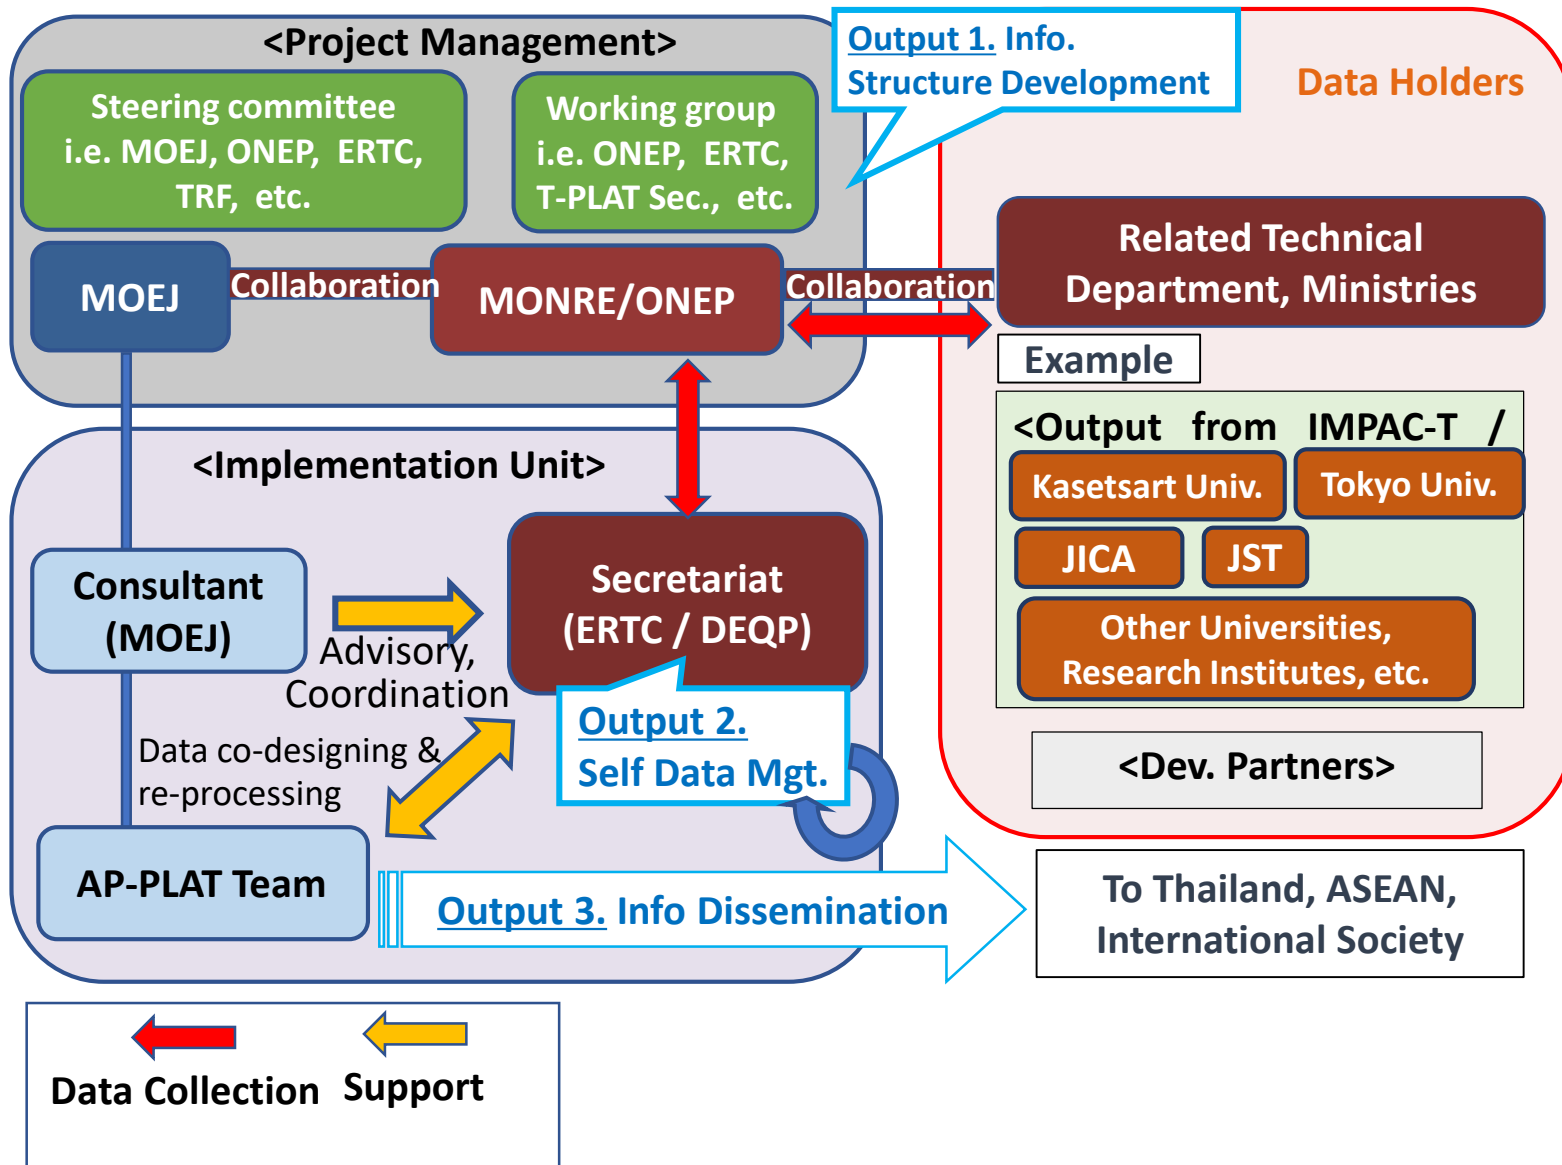 <Project Management>
Steering committee
i.e. MOEJ, ONEP, ERTC,
TRF, etc.
Working group
i.e. ONEP, ERTC,
T-PLAT Sec., etc.
Output 1. Info.
Structure Development
Data Holders
MOEJ
Collaboration
MONRE/ONEP
Collaboration
Related Technical
Department, Ministries
Example
<Output from IMPAC-T /
Kasetsart Univ.
Tokyo Univ.
JICA
JST
Other Universities,
Research Institutes, etc.
<Dev. Partners>
<Implementation Unit>
Consultant
(MOEJ)
Advisory,
Coordination
Secretariat
(ERTC / DEQP)
Output 2.
Self Data Mgt.
Data co-designing &
re-processing
AP-PLAT Team
Output 3. Info Dissemination
To Thailand, ASEAN,
International Society
Data Collection
Support